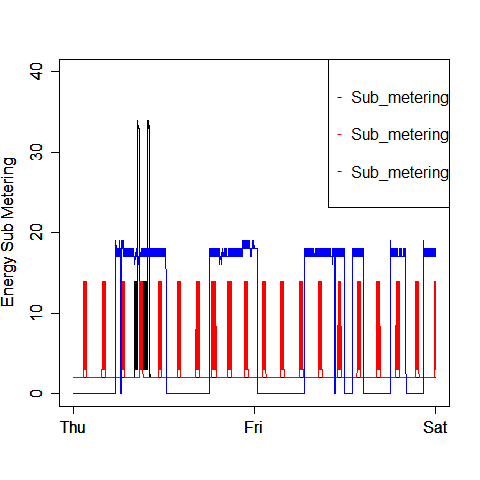 40
30
20
10
0
Energy Sub Metering
Sub_metering
Sub_metering
Sub_metering
Thu Fri Sat